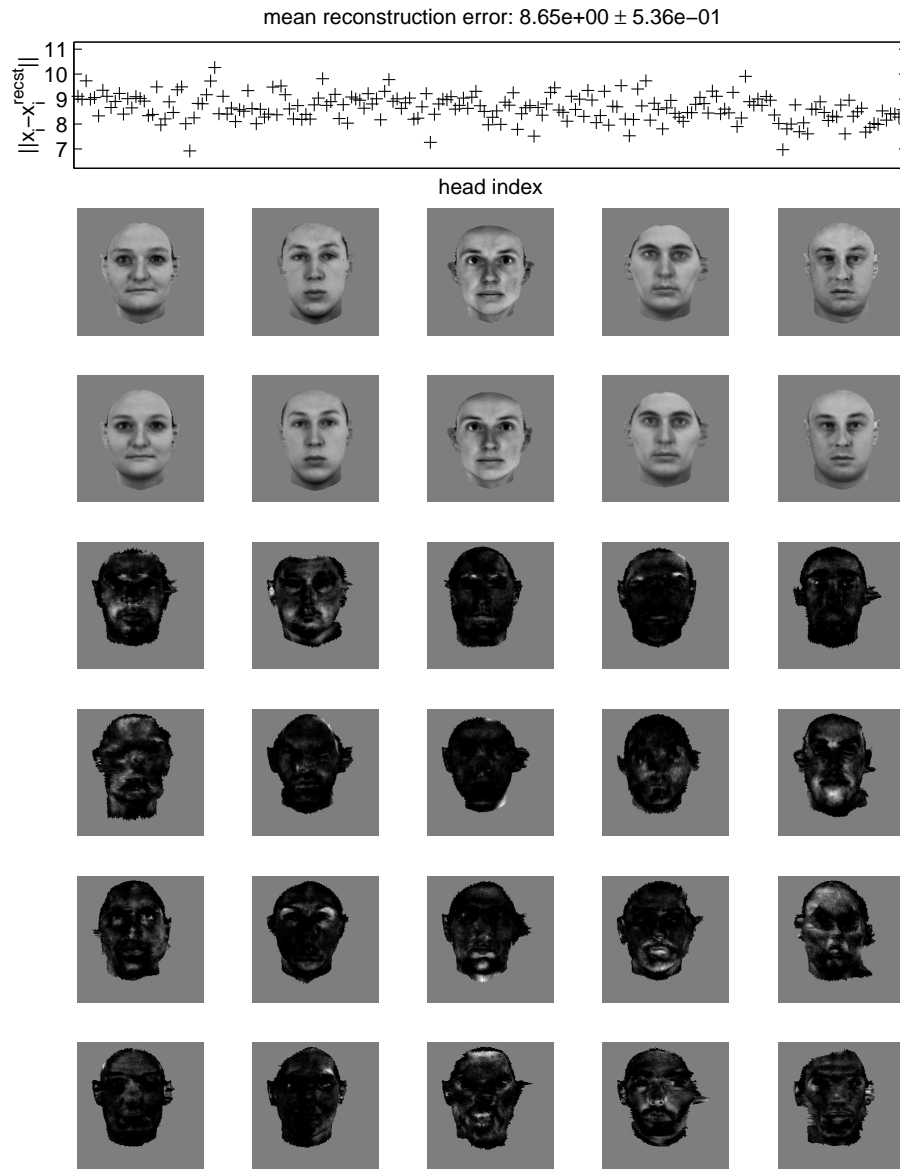 mean reconstruction error: 8.65e+00 ± 5.36e−01
11
10
9
8
7
||x_i−x_i^recst||
head index